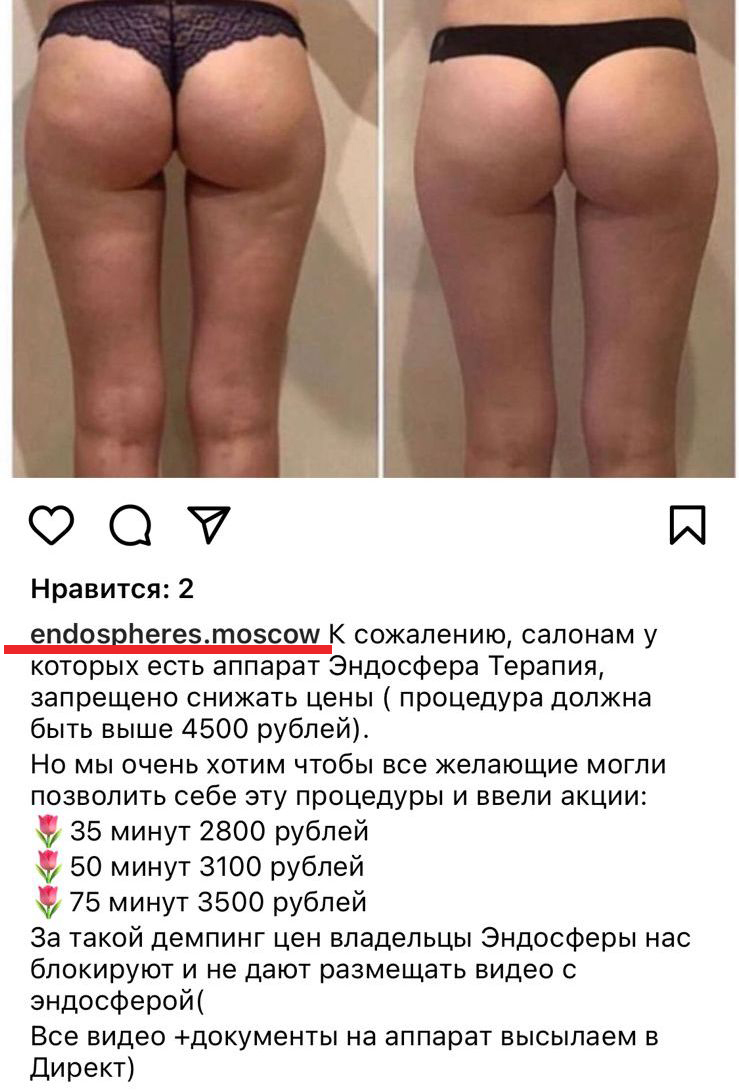 Нравится: 2
endospheres.moscow К сожалению, салонам у
которых есть аппарат Эндосфера Терапия,
запрещено снижать цены ( процедура должна
быть выше 4500 рублей).
Но мы очень хотим чтобы все желающие могли
позволить себе эту процедуры и ввели акции:
🌷 35 минут 2800 рублей
🌷 50 минут 3100 рублей
🌷 75 минут 3500 рублей
За такой демпинг цен владельцы Эндосферы нас
блокируют и не дают размещать видео с
эндосферой(
Все видео +документы на аппарат высылаем в
Директ)